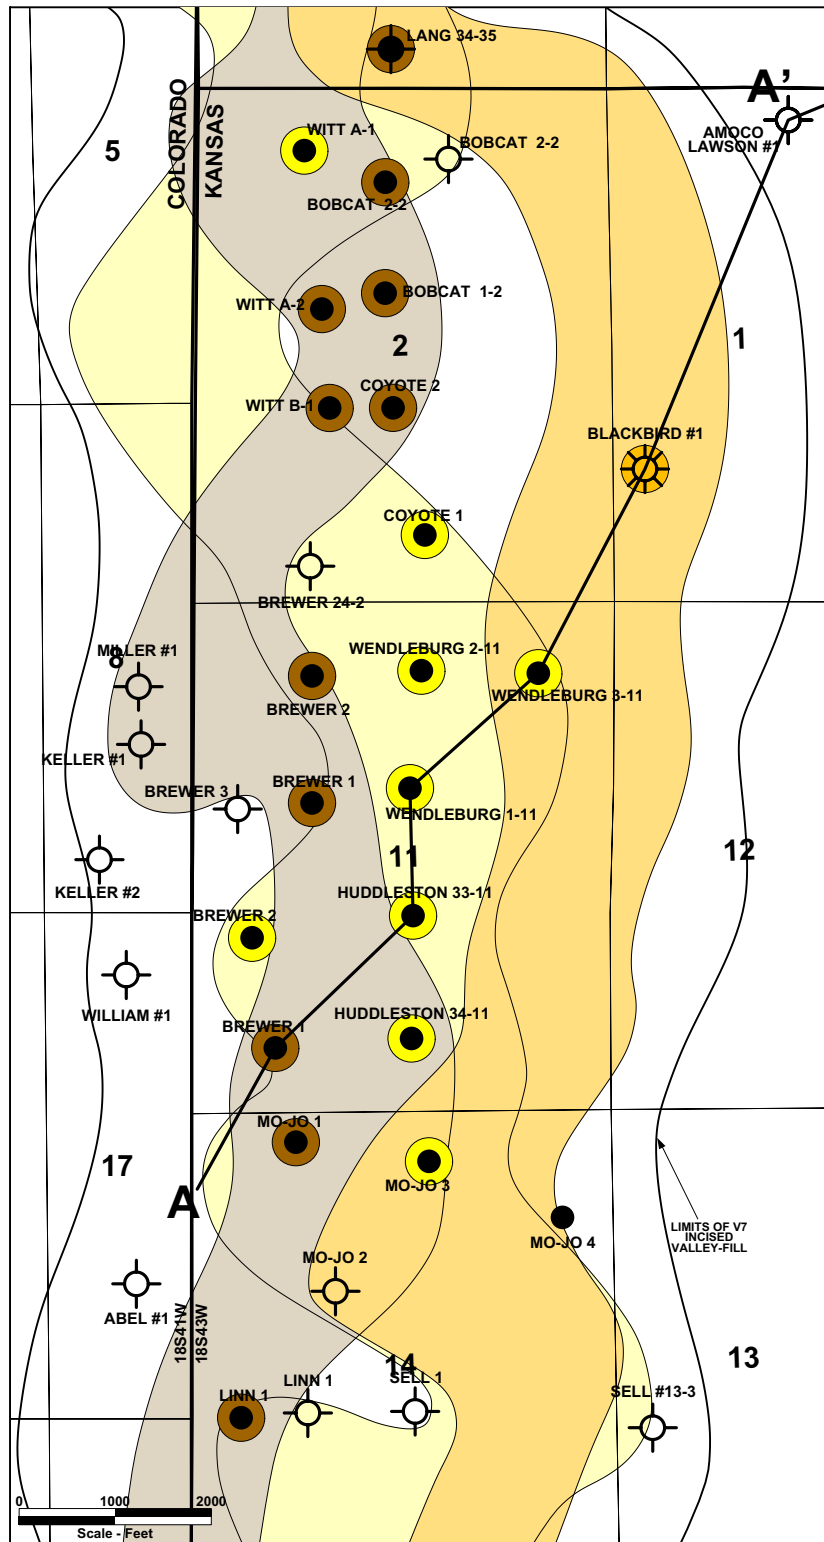 LANG 34-35
A’
COLORADO
KANSAS
WITT A-1
AMOCO
LAWSON #1
5
BOBCAT 2-2
BOBCAT 2-2
BOBCAT 1-2
WITT A-2
2
1
COYOTE 2
WITT B-1
BLACKBIRD #1
COYOTE 1
BREWER 24-2
WENDLEBURG 2-11
8
MILLER #1
BREWER 2
WENDLEBURG 3-11
KELLER #1
BREWER 3
BREWER 1
WENDLEBURG 1-11
11
12
KELLER #2
HUDDLESTON 33-11
BREWER 2
WILLIAM #1
HUDDLESTON 34-11
BREWER 1
MO-JO 1
17
MO-JO 3
A
LIMITS OF V7
INCISED
VALLEY-FILL
MO-JO 4
MO-JO 2
ABEL #1
18S41W
18S43W
13
14
LINN 1
LINN 1
SELL 1
SELL #13-3
0 1000 2000
Scale - Feet